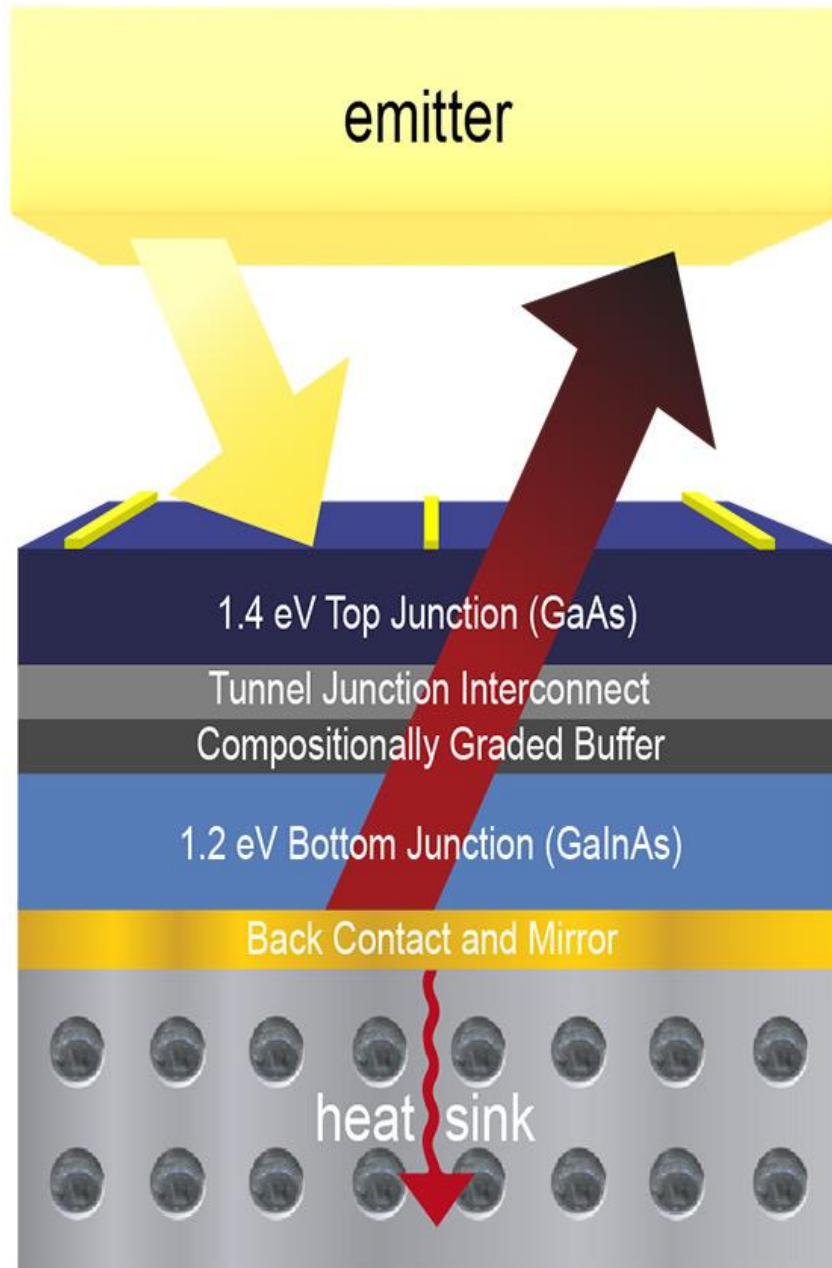 emitter
1.4 eV Top Junction (GaAs)
Tunnel Junction Interconnect
Compositionally Graded Buffer
1.2 eV Bottom Junction (GaInAs)
Back Contact and Mirror
heat sink